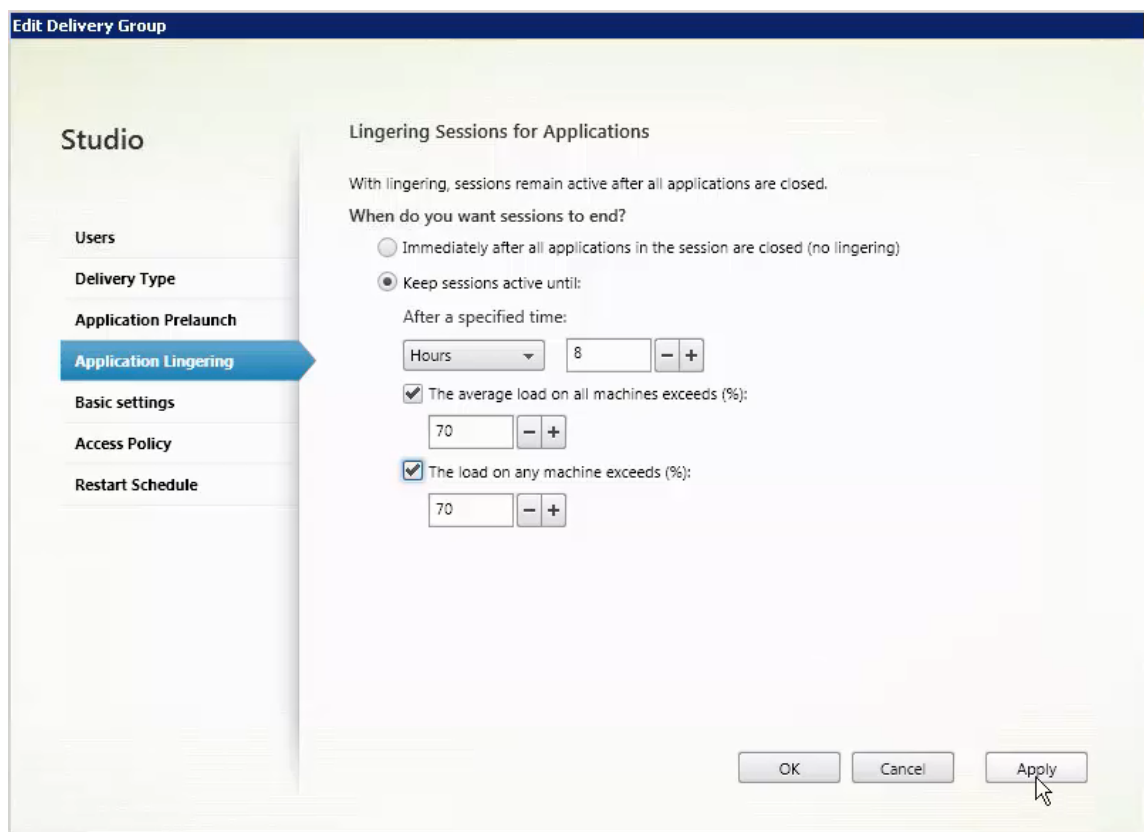 Edit Delivery Group
Studio
Users
Delivery Type
Application Prelaunch
Application Lingering
Basic settings
Access Policy
Restart Schedule
Lingering Sessions for Applications
With lingering, sessions remain active after all applications are closed.
When do you want sessions to end?
Immediately after all applications in the session are closed (no lingering)
Keep sessions active until:
After a specified time:
Hours 8 − +
The average load on all machines exceeds (%):
70 − +
The load on any machine exceeds (%):
70 − +
OK Cancel Apply